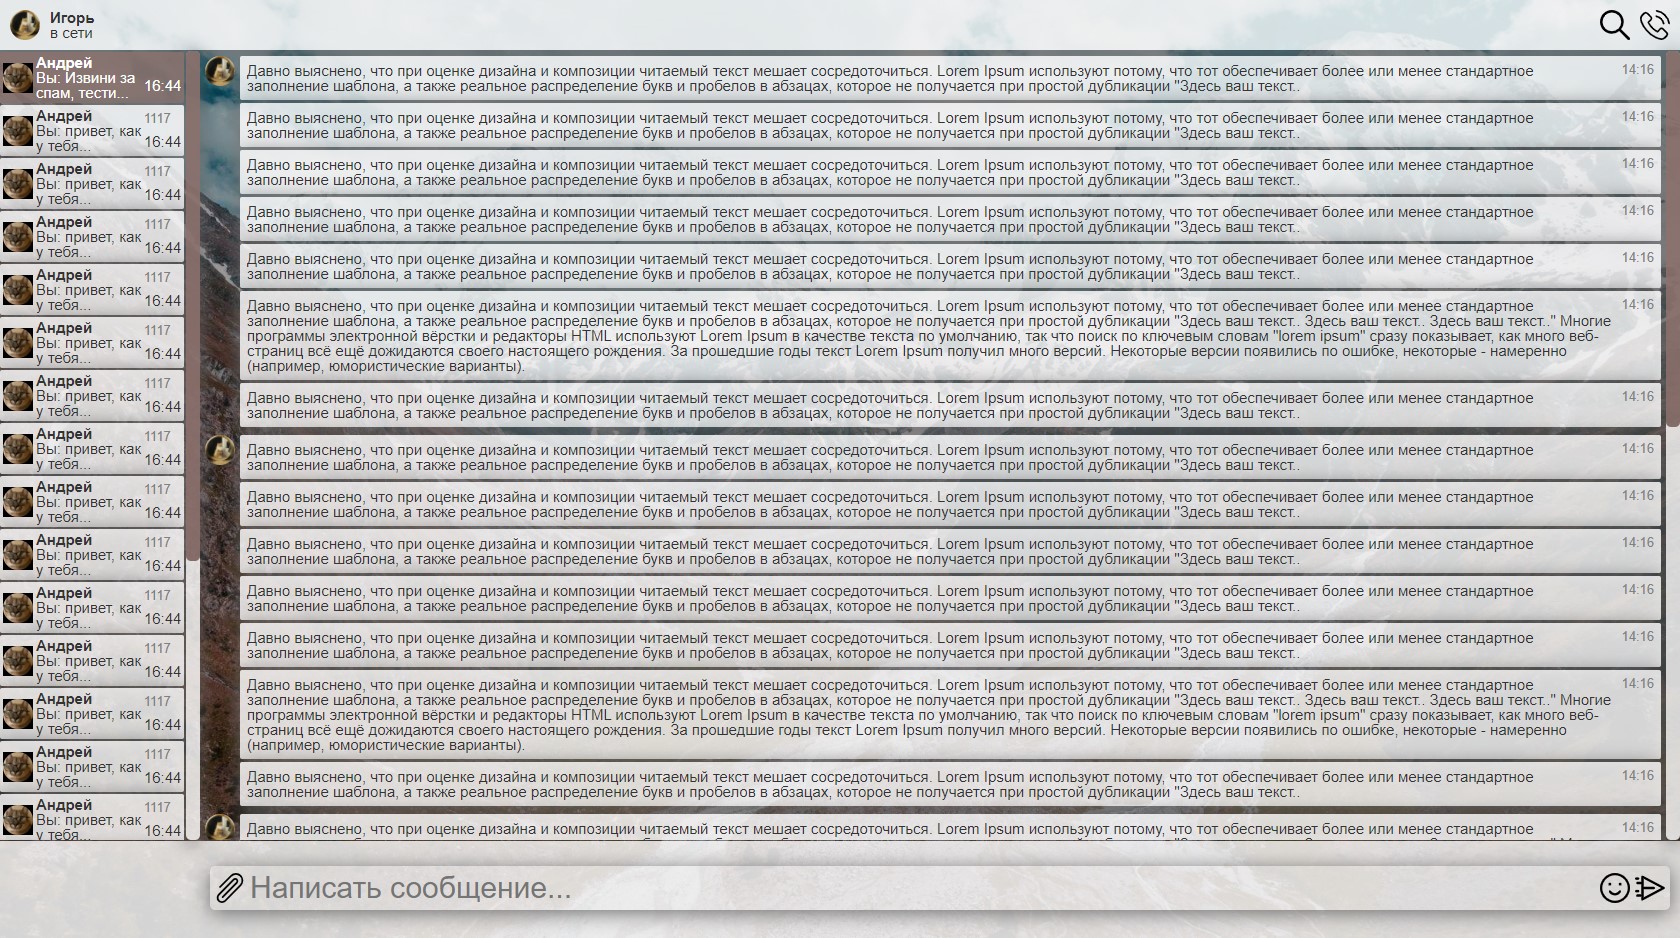 Игорь
в сети
Андрей
Вы: Извини за
спам, тести...
16:44
Андрей
1117
Вы: привет, как
у тебя...
16:44
Андрей
1117
Вы: привет, как
у тебя...
16:44
Андрей
1117
Вы: привет, как
у тебя...
16:44
Андрей
1117
Вы: привет, как
у тебя...
16:44
Андрей
1117
Вы: привет, как
у тебя...
16:44
Андрей
1117
Вы: привет, как
у тебя...
16:44
Андрей
1117
Вы: привет, как
у тебя...
16:44
Андрей
1117
Вы: привет, как
у тебя...
16:44
Андрей
1117
Вы: привет, как
у тебя...
16:44
Андрей
1117
Вы: привет, как
у тебя...
16:44
Андрей
1117
Вы: привет, как
у тебя...
16:44
Андрей
1117
Вы: привет, как
у тебя...
16:44
Андрей
1117
Вы: привет, как
у тебя...
16:44
Андрей
1117
Вы: привет, как
у тебя...
16:44
Давно выяснено, что при оценке дизайна и композиции читаемый текст мешает сосредоточиться. Lorem Ipsum используют потому, что тот обеспечивает более или менее стандартное
заполнение шаблона, а также реальное распределение букв и пробелов в абзацах, которое не получается при простой дубликации "Здесь ваш текст..
14:16
Давно выяснено, что при оценке дизайна и композиции читаемый текст мешает сосредоточиться. Lorem Ipsum используют потому, что тот обеспечивает более или менее стандартное
заполнение шаблона, а также реальное распределение букв и пробелов в абзацах, которое не получается при простой дубликации "Здесь ваш текст..
14:16
Давно выяснено, что при оценке дизайна и композиции читаемый текст мешает сосредоточиться. Lorem Ipsum используют потому, что тот обеспечивает более или менее стандартное
заполнение шаблона, а также реальное распределение букв и пробелов в абзацах, которое не получается при простой дубликации "Здесь ваш текст..
14:16
Давно выяснено, что при оценке дизайна и композиции читаемый текст мешает сосредоточиться. Lorem Ipsum используют потому, что тот обеспечивает более или менее стандартное
заполнение шаблона, а также реальное распределение букв и пробелов в абзацах, которое не получается при простой дубликации "Здесь ваш текст..
14:16
Давно выяснено, что при оценке дизайна и композиции читаемый текст мешает сосредоточиться. Lorem Ipsum используют потому, что тот обеспечивает более или менее стандартное
заполнение шаблона, а также реальное распределение букв и пробелов в абзацах, которое не получается при простой дубликации "Здесь ваш текст..
14:16
Давно выяснено, что при оценке дизайна и композиции читаемый текст мешает сосредоточиться. Lorem Ipsum используют потому, что тот обеспечивает более или менее стандартное
заполнение шаблона, а также реальное распределение букв и пробелов в абзацах, которое не получается при простой дубликации "Здесь ваш текст.. Здесь ваш текст.. Здесь ваш текст.." Многие
программы электронной вёрстки и редакторы HTML используют Lorem Ipsum в качестве текста по умолчанию, так что поиск по ключевым словам "lorem ipsum" сразу показывает, как много веб-
страниц всё ещё дожидаются своего настоящего рождения. За прошедшие годы текст Lorem Ipsum получил много версий. Некоторые версии появились по ошибке, некоторые - намеренно
(например, юмористические варианты).
14:16
Давно выяснено, что при оценке дизайна и композиции читаемый текст мешает сосредоточиться. Lorem Ipsum используют потому, что тот обеспечивает более или менее стандартное
заполнение шаблона, а также реальное распределение букв и пробелов в абзацах, которое не получается при простой дубликации "Здесь ваш текст..
14:16
Давно выяснено, что при оценке дизайна и композиции читаемый текст мешает сосредоточиться. Lorem Ipsum используют потому, что тот обеспечивает более или менее стандартное
заполнение шаблона, а также реальное распределение букв и пробелов в абзацах, которое не получается при простой дубликации "Здесь ваш текст..
14:16
Давно выяснено, что при оценке дизайна и композиции читаемый текст мешает сосредоточиться. Lorem Ipsum используют потому, что тот обеспечивает более или менее стандартное
заполнение шаблона, а также реальное распределение букв и пробелов в абзацах, которое не получается при простой дубликации "Здесь ваш текст..
14:16
Давно выяснено, что при оценке дизайна и композиции читаемый текст мешает сосредоточиться. Lorem Ipsum используют потому, что тот обеспечивает более или менее стандартное
заполнение шаблона, а также реальное распределение букв и пробелов в абзацах, которое не получается при простой дубликации "Здесь ваш текст..
14:16
Давно выяснено, что при оценке дизайна и композиции читаемый текст мешает сосредоточиться. Lorem Ipsum используют потому, что тот обеспечивает более или менее стандартное
заполнение шаблона, а также реальное распределение букв и пробелов в абзацах, которое не получается при простой дубликации "Здесь ваш текст..
14:16
Давно выяснено, что при оценке дизайна и композиции читаемый текст мешает сосредоточиться. Lorem Ipsum используют потому, что тот обеспечивает более или менее стандартное
заполнение шаблона, а также реальное распределение букв и пробелов в абзацах, которое не получается при простой дубликации "Здесь ваш текст..
14:16
Давно выяснено, что при оценке дизайна и композиции читаемый текст мешает сосредоточиться. Lorem Ipsum используют потому, что тот обеспечивает более или менее стандартное
заполнение шаблона, а также реальное распределение букв и пробелов в абзацах, которое не получается при простой дубликации "Здесь ваш текст.. Здесь ваш текст.. Здесь ваш текст.." Многие
программы электронной вёрстки и редакторы HTML используют Lorem Ipsum в качестве текста по умолчанию, так что поиск по ключевым словам "lorem ipsum" сразу показывает, как много веб-
страниц всё ещё дожидаются своего настоящего рождения. За прошедшие годы текст Lorem Ipsum получил много версий. Некоторые версии появились по ошибке, некоторые - намеренно
(например, юмористические варианты).
14:16
Давно выяснено, что при оценке дизайна и композиции читаемый текст мешает сосредоточиться. Lorem Ipsum используют потому, что тот обеспечивает более или менее стандартное
заполнение шаблона, а также реальное распределение букв и пробелов в абзацах, которое не получается при простой дубликации "Здесь ваш текст..
14:16
Давно выяснено, что при оценке дизайна и композиции читаемый текст мешает сосредоточиться. Lorem Ipsum используют потому, что тот обеспечивает более или менее стандартное
14:16
Написать сообщение...